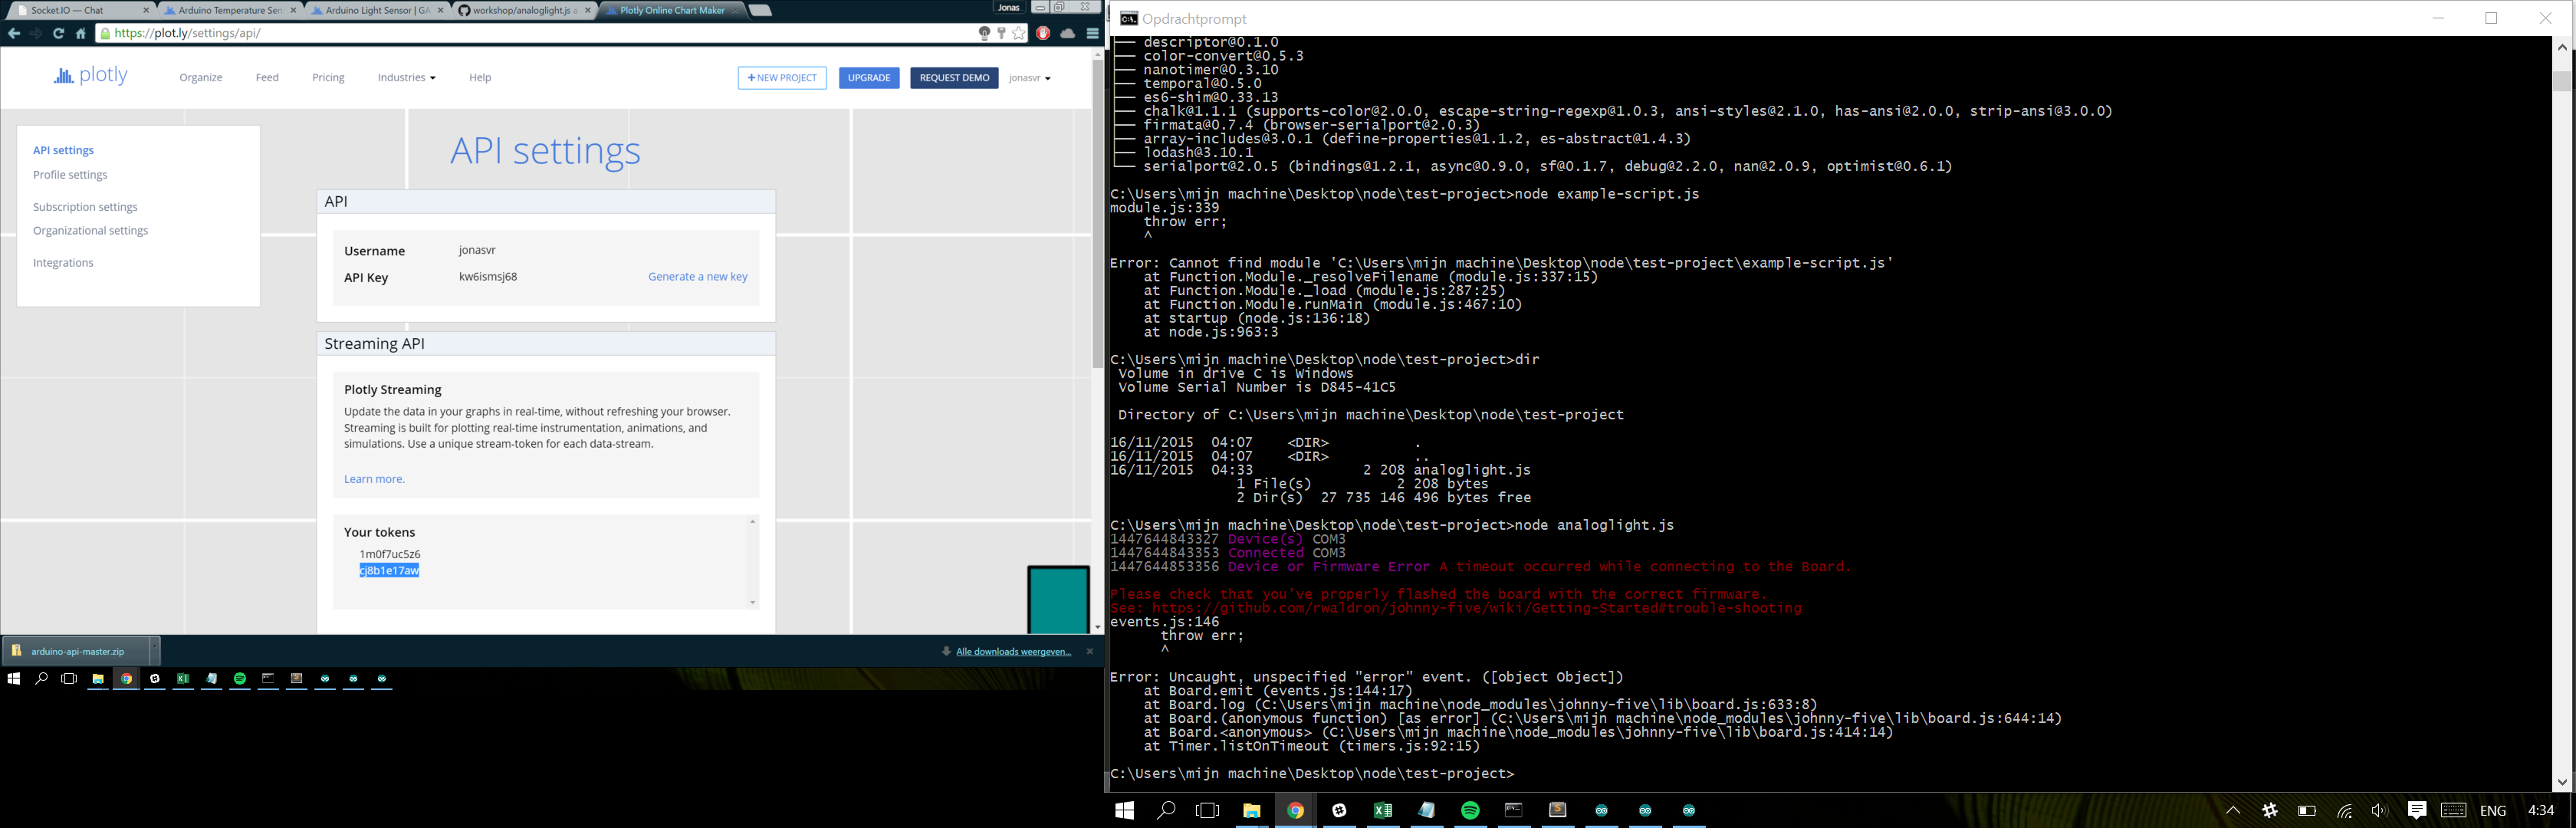 Socket.IO — Chat
Arduino Temperature Sen
Arduino Light Sensor | GA
workshop/analoglight.js a
Plotly Online Chart Maker
Jonas
https://plot.ly/settings/api/
plotly
Organize
Feed
Pricing
Industries
Help
+ NEW PROJECT
UPGRADE
REQUEST DEMO
jonasvr
API settings
Profile settings
Subscription settings
Organizational settings
Integrations
API settings
API
Username jonasvr
API Key kw6ismsj68 Generate a new key
Streaming API
Plotly Streaming
Update the data in your graphs in real-time, without refreshing your browser.
Streaming is built for plotting real-time instrumentation, animations, and
simulations. Use a unique stream-token for each data-stream.
Learn more.
Your tokens
1m0f7uc5z6
cj8b1e17aw
arduino-api-master.zip
Alle downloads weergeven...
Opdrachtprompt
├── descriptor@0.1.0
├── color-convert@0.5.3
├── nanotimer@0.3.10
├── temporal@0.5.0
├── es6-shim@0.33.13
├── chalk@1.1.1 (supports-color@2.0.0, escape-string-regexp@1.0.3, ansi-styles@2.1.0, has-ansi@2.0.0, strip-ansi@3.0.0)
├── firmata@0.7.4 (browser-serialport@2.0.3)
├── array-includes@3.0.1 (define-properties@1.1.2, es-abstract@1.4.3)
├── lodash@3.10.1
└── serialport@2.0.5 (bindings@1.2.1, async@0.9.0, sf@0.1.7, debug@2.2.0, nan@2.0.9, optimist@0.6.1)
C:\Users\mijn machine\Desktop\node\test-project>node example-script.js
module.js:339
throw err;
^
Error: Cannot find module 'C:\Users\mijn machine\Desktop\node\test-project\example-script.js'
at Function.Module._resolveFilename (module.js:337:15)
at Function.Module._load (module.js:287:25)
at Function.Module.runMain (module.js:467:10)
at startup (node.js:136:18)
at node.js:963:3
C:\Users\mijn machine\Desktop\node\test-project>dir
Volume in drive C is Windows
Volume Serial Number is D845-41C5
Directory of C:\Users\mijn machine\Desktop\node\test-project
16/11/2015 04:07 <DIR> .
16/11/2015 04:07 <DIR> ..
16/11/2015 04:33 2 208 analoglight.js
1 File(s) 2 208 bytes
2 Dir(s) 27 735 146 496 bytes free
C:\Users\mijn machine\Desktop\node\test-project>node analoglight.js
1447644843327 Device(s) COM3
1447644843353 Connected COM3
1447644853356 Device or Firmware Error A timeout occurred while connecting to the Board.
Please check that you've properly flashed the board with the correct firmware.
See: https://github.com/rwaldron/johnny-five/wiki/Getting-Started#trouble-shooting
events.js:146
throw err;
^
Error: Uncaught, unspecified "error" event. ([object Object])
at Board.emit (events.js:144:17)
at Board.log (C:\Users\mijn machine\node_modules\johnny-five\lib\board.js:633:8)
at Board.(anonymous function) [as error] (C:\Users\mijn machine\node_modules\johnny-five\lib\board.js:644:14)
at Board.<anonymous> (C:\Users\mijn machine\node_modules\johnny-five\lib\board.js:414:14)
at Timer.listOnTimeout (timers.js:92:15)
C:\Users\mijn machine\Desktop\node\test-project>
ENG 4:34